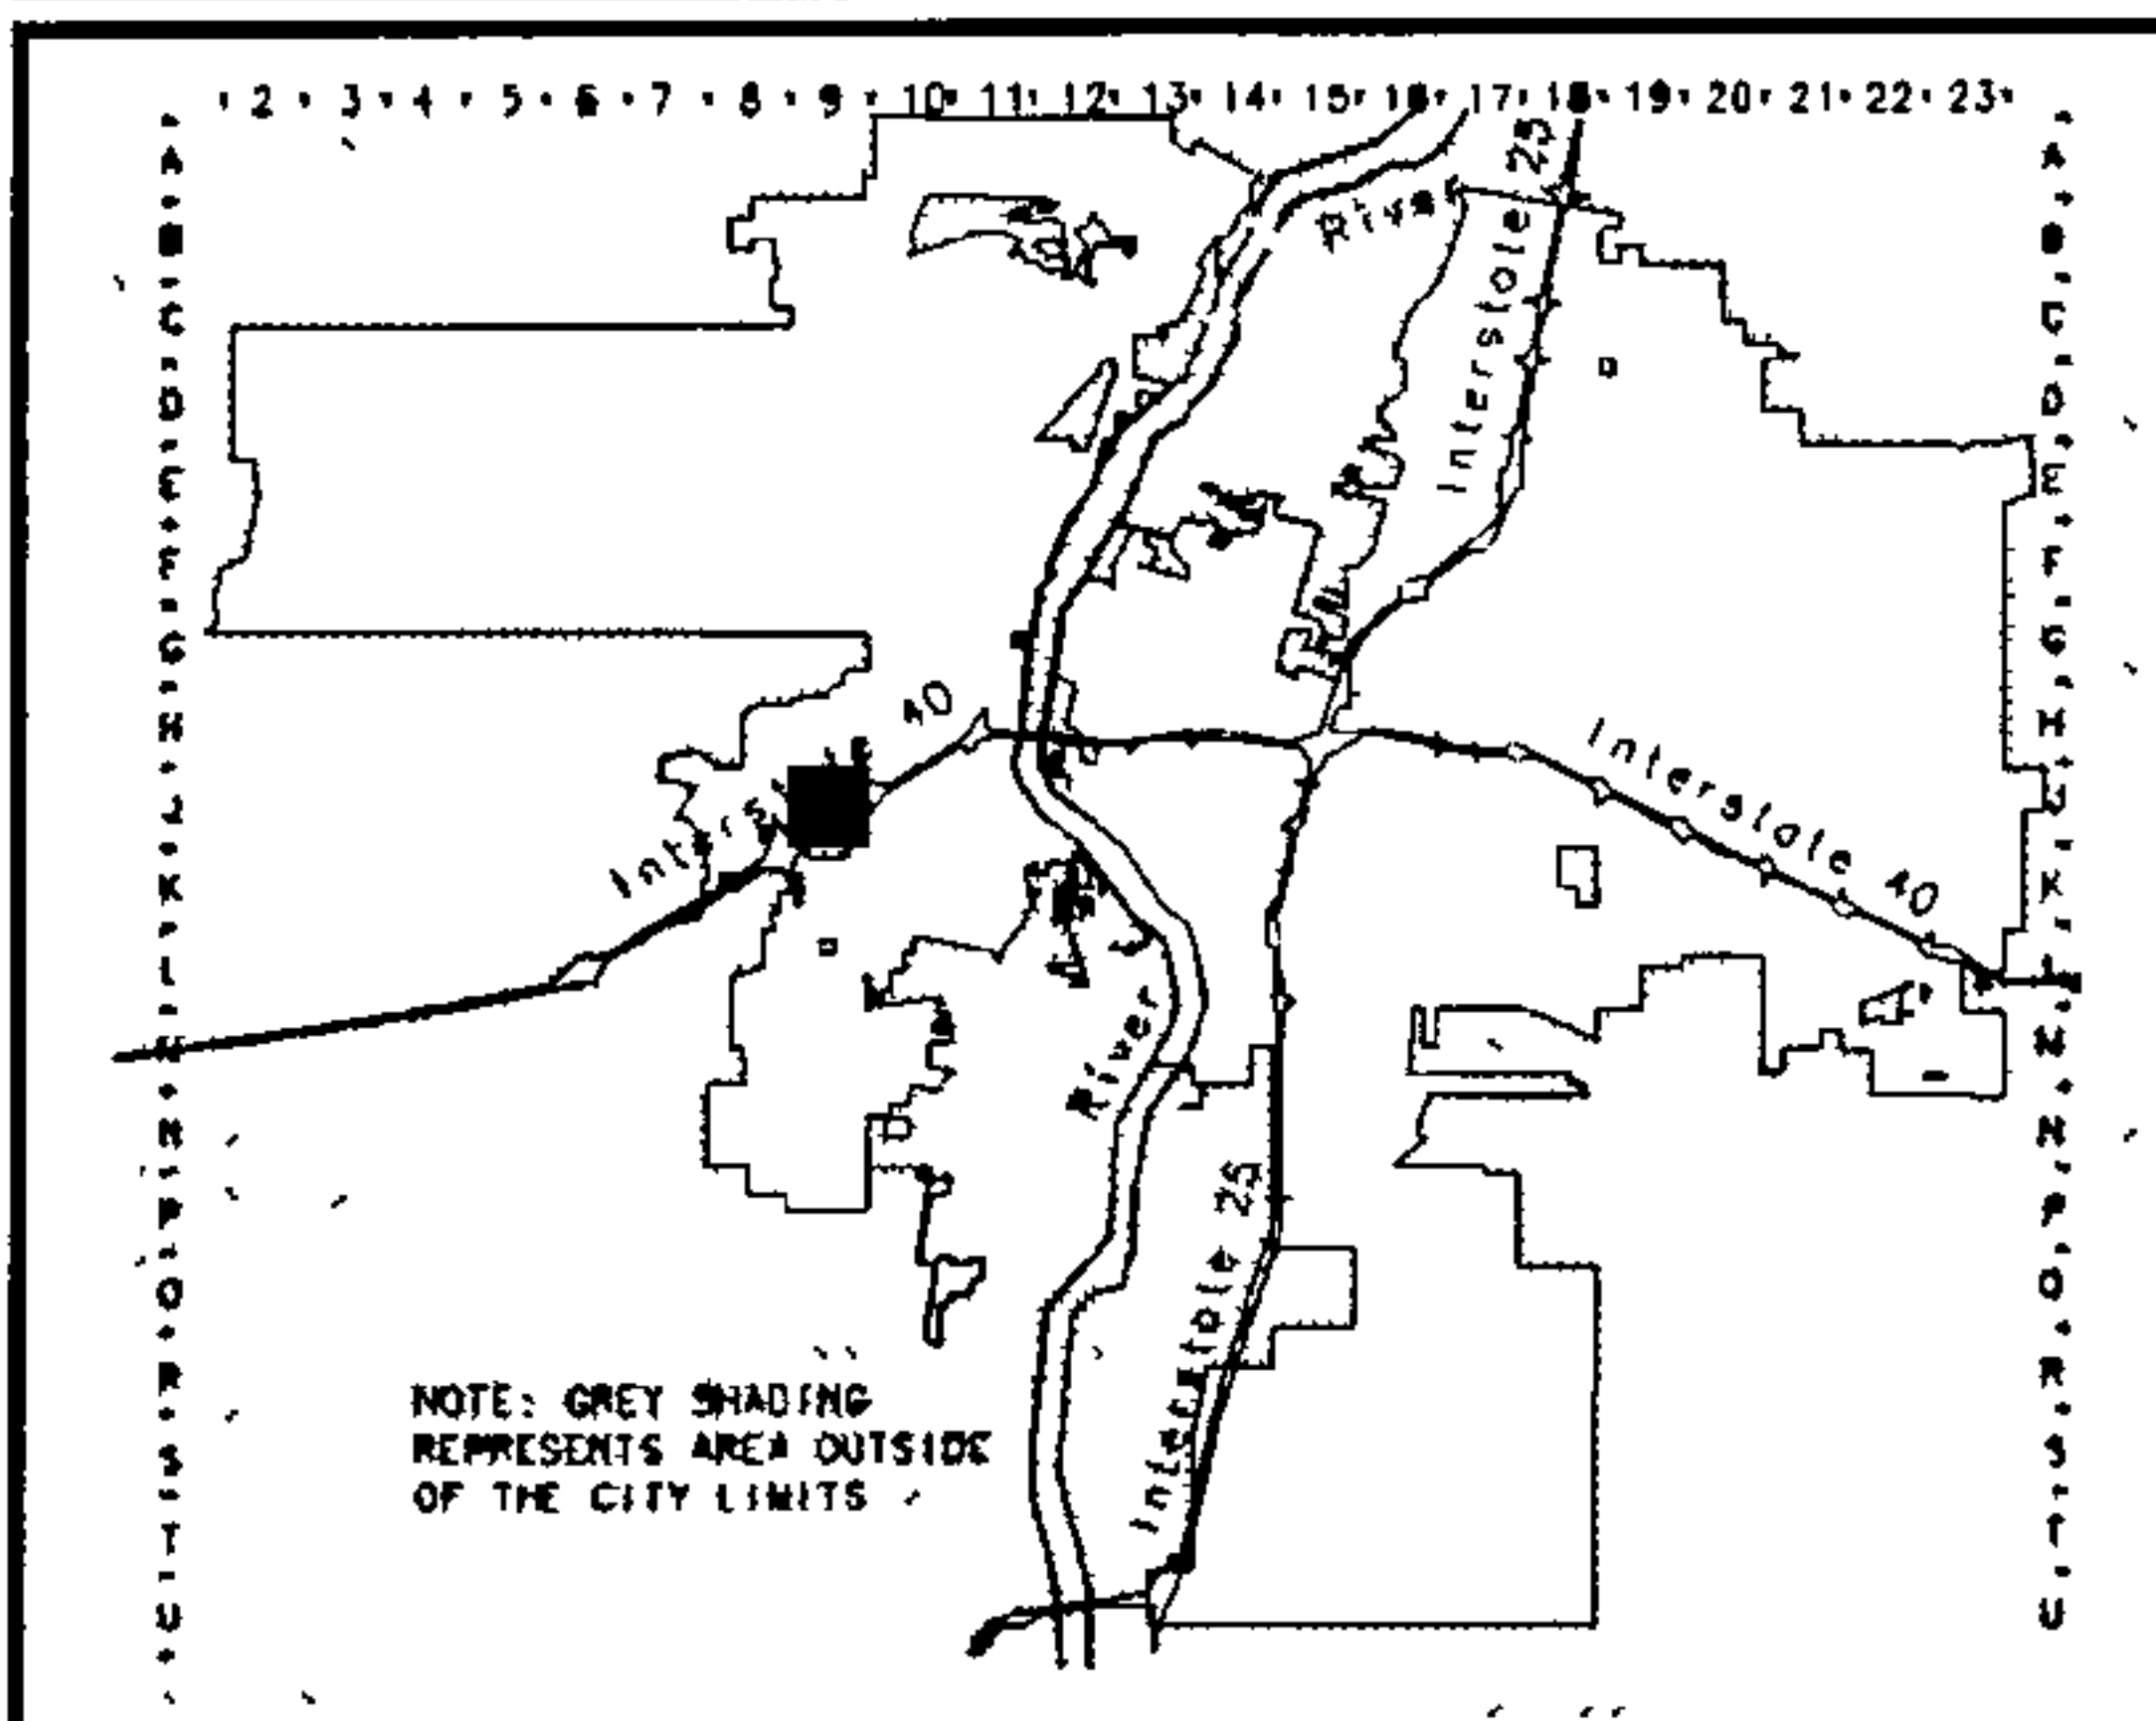 2 3 4 5 6 7 8 9 10 11 12 13 14 15 16 17 18 19 20 21 22 23
A
B
C
D
E
F
G
H
J
K
L
M
N
P
Q
R
S
T
U
A
B
C
D
E
F
G
H
J
K
L
M
N
P
Q
R
S
T
U
River
Interstate 25
40
Interstate 40
River
Interstate 25
NOTE: GREY SHADING
REPRESENTS AREA OUTSIDE
OF THE CITY LIMITS